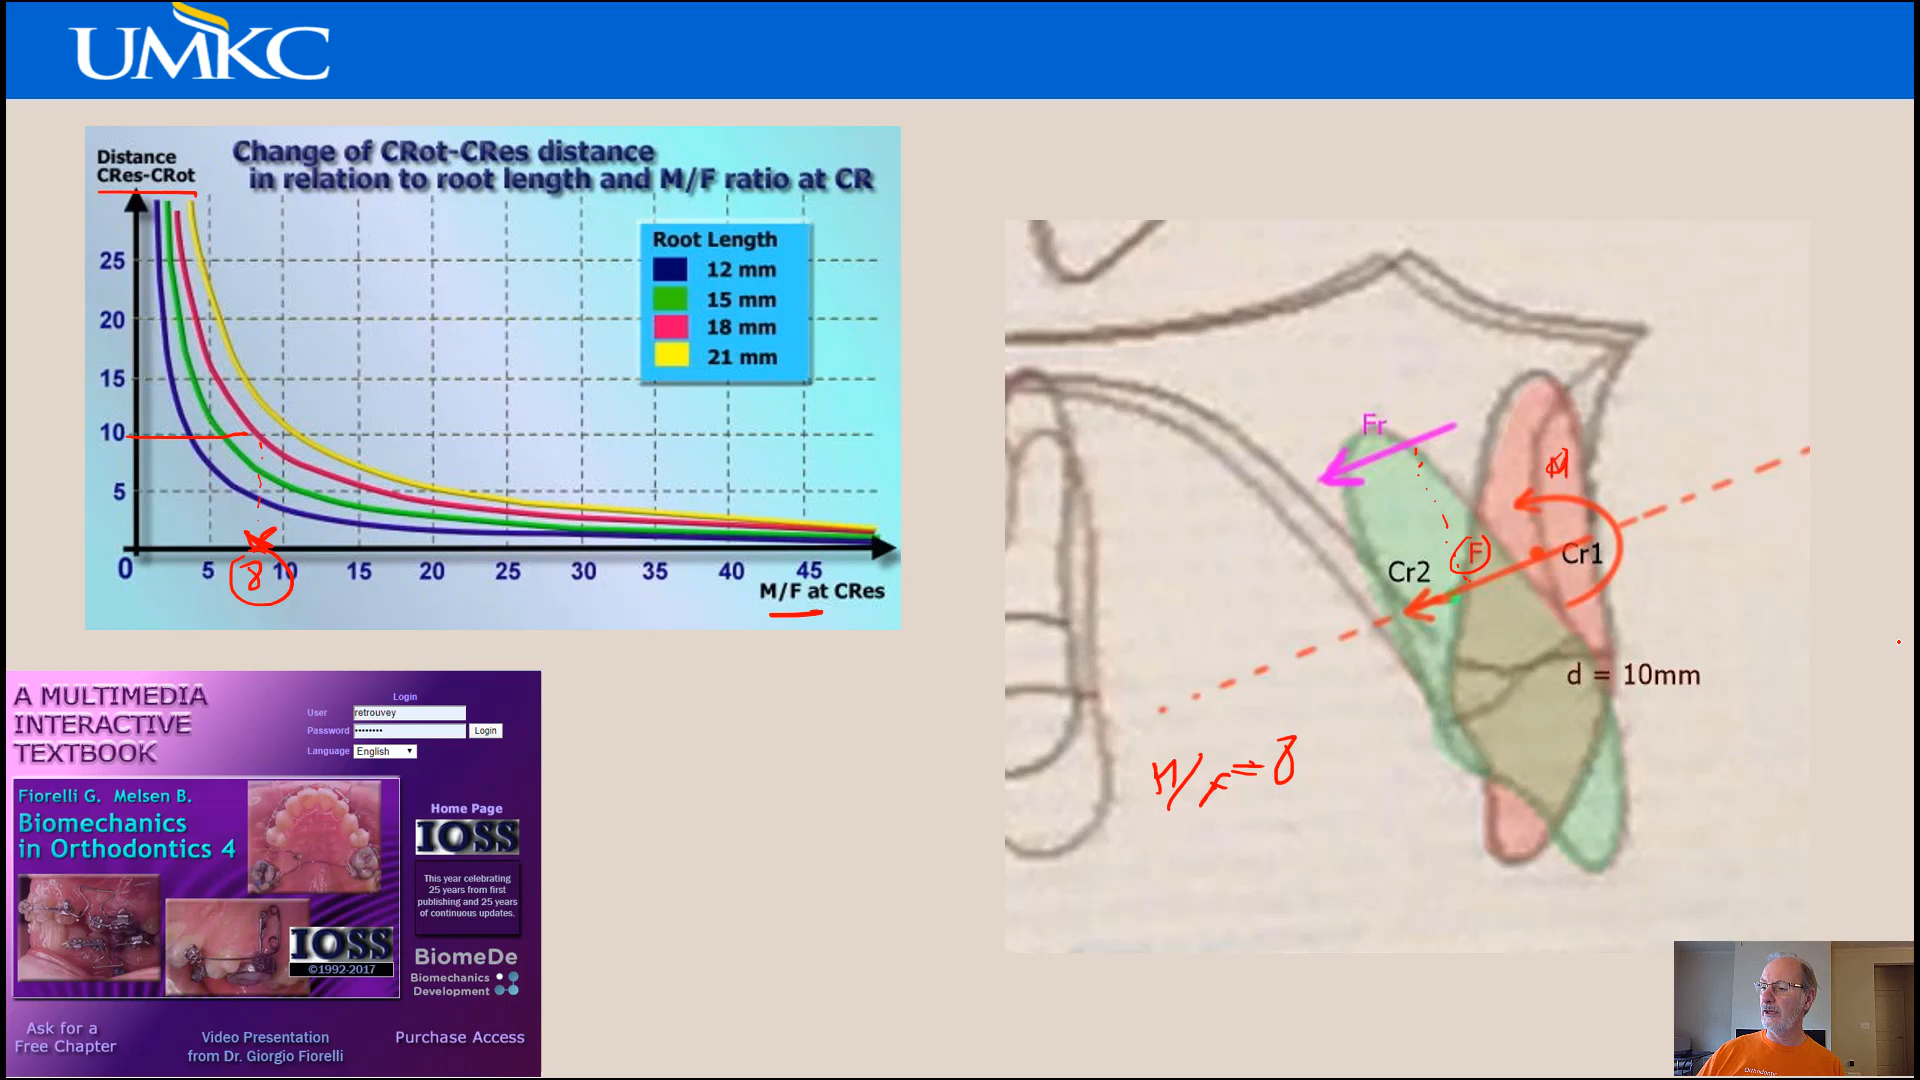 UMKC
Change of CRot-CRes distance
in relation to root length and M/F ratio at CR
Distance
CRes-CRot
Root Length
12 mm
15 mm
18 mm
21 mm
25
20
15
10
5
0 5 10 15 20 25 30 35 40 45
8
M/F at CRes
Fr
M
F
Cr1
Cr2
d = 10mm
M/F = 8
A MULTIMEDIA
INTERACTIVE
TEXTBOOK
Login
User retrouvey
Password •••••••• Login
Language English
Fiorelli G. Melsen B.
Biomechanics
in Orthodontics 4
IOSS
©1992-2017
Home Page
IOSS
This year celebrating
25 years from first
publishing and 25 years
of continuous updates.
BiomeDe
Biomechanics
Development
Ask for a
Free Chapter
Video Presentation
from Dr. Giorgio Fiorelli
Purchase Access
Orthodontic